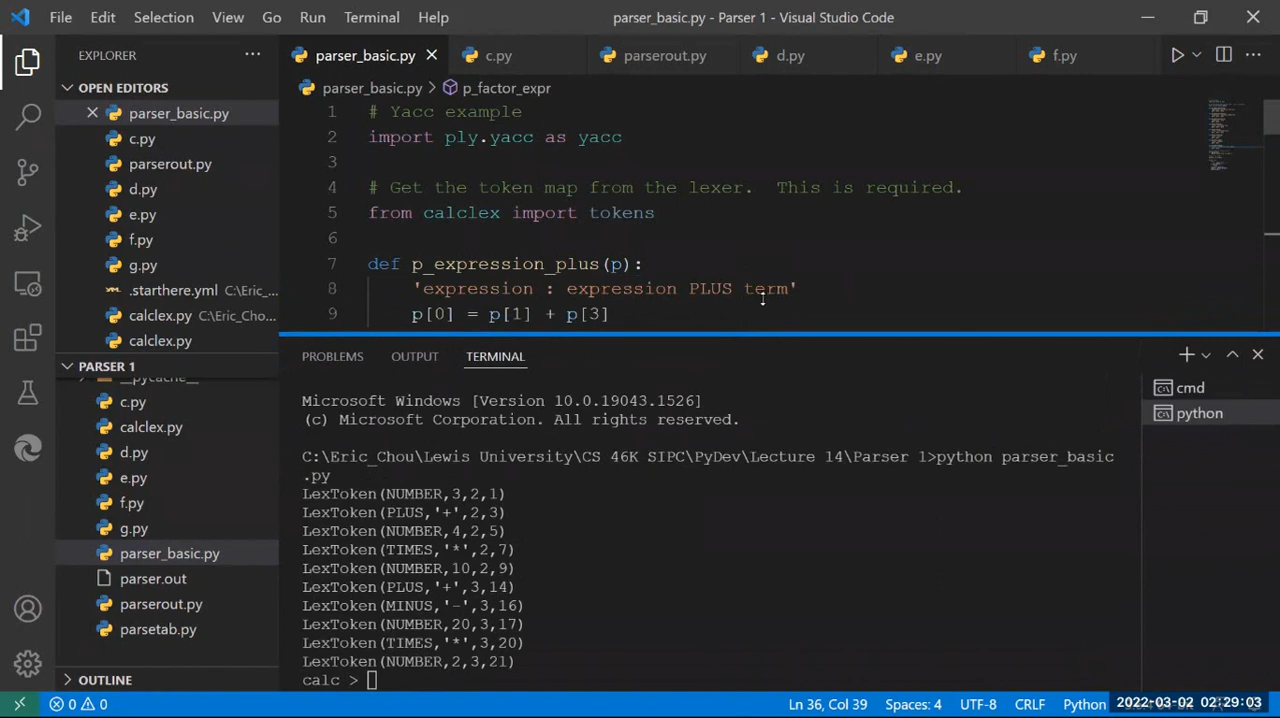 File Edit Selection View Go Run Terminal Help parser_basic.py - Parser 1 - Visual Studio Code
EXPLORER
OPEN EDITORS
parser_basic.py
c.py
parserout.py
d.py
e.py
f.py
g.py
.starthere.yml C:\Eric_...
calclex.py C:\Eric_Cho...
calclex.py
PARSER 1
__pycache__
c.py
calclex.py
d.py
e.py
f.py
g.py
parser_basic.py
parser.out
parserout.py
parsetab.py
OUTLINE
parser_basic.py c.py parserout.py d.py e.py f.py
parser_basic.py > p_factor_expr
1 # Yacc example
2 import ply.yacc as yacc
3
4 # Get the token map from the lexer.  This is required.
5 from calclex import tokens
6
7 def p_expression_plus(p):
8 'expression : expression PLUS term'
9 p[0] = p[1] + p[3]
PROBLEMS OUTPUT TERMINAL
cmd
python
Microsoft Windows [Version 10.0.19043.1526]
(c) Microsoft Corporation. All rights reserved.
C:\Eric_Chou\Lewis University\CS 46K SIPC\PyDev\Lecture 14\Parser 1>python parser_basic
.py
LexToken(NUMBER,3,2,1)
LexToken(PLUS,'+',2,3)
LexToken(NUMBER,4,2,5)
LexToken(TIMES,'*',2,7)
LexToken(NUMBER,10,2,9)
LexToken(PLUS,'+',3,14)
LexToken(MINUS,'-',3,16)
LexToken(NUMBER,20,3,17)
LexToken(TIMES,'*',3,20)
LexToken(NUMBER,2,3,21)
calc >
0 0 Ln 36, Col 39 Spaces: 4 UTF-8 CRLF Python 2022-03-02 02:29:03